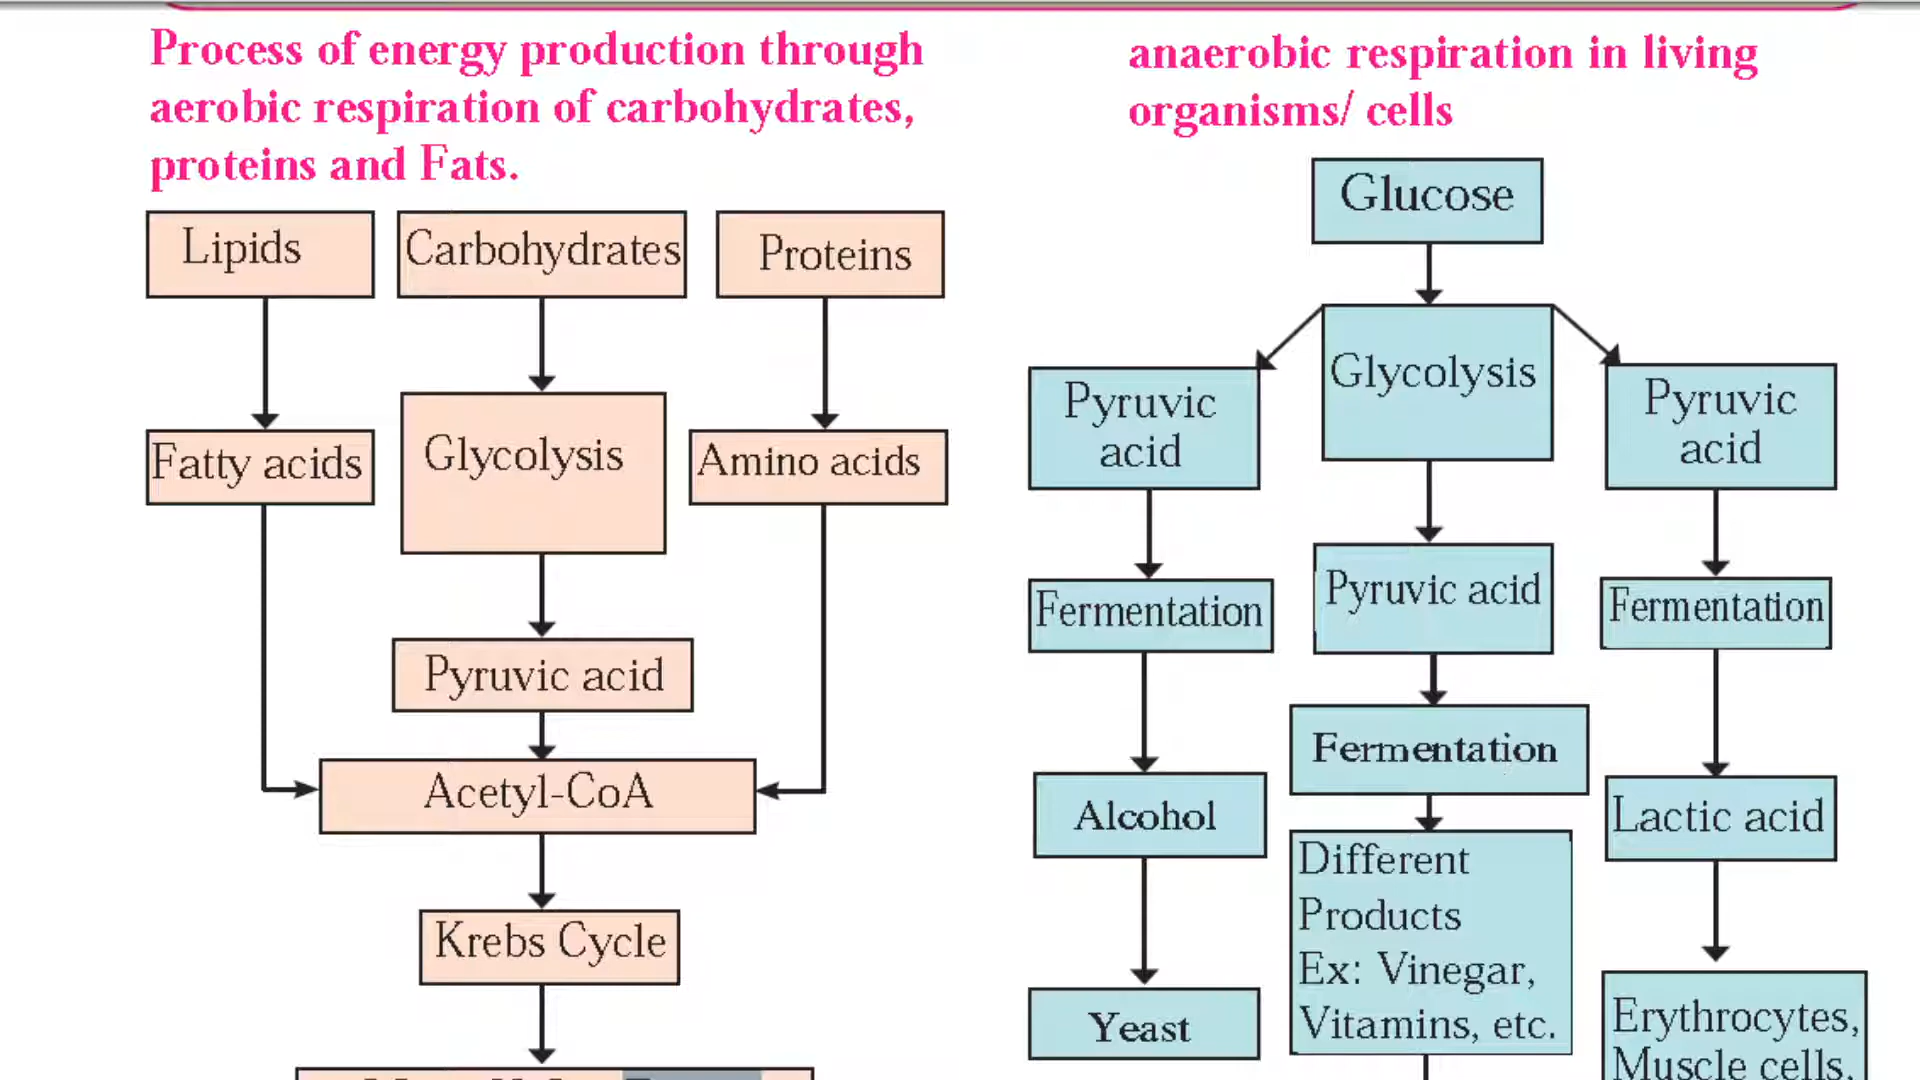 Process of energy production through
aerobic respiration of carbohydrates,
proteins and Fats.
Lipids
Carbohydrates
Proteins
Fatty acids
Glycolysis
Amino acids
Pyruvic acid
Acetyl-CoA
Krebs Cycle
anaerobic respiration in living
organisms/ cells
Glucose
Glycolysis
Pyruvic
acid
Pyruvic
acid
Fermentation
Pyruvic acid
Fermentation
Fermentation
Alcohol
Different
Products
Ex: Vinegar,
Vitamins, etc.
Lactic acid
Yeast
Erythrocytes,
Muscle cells,